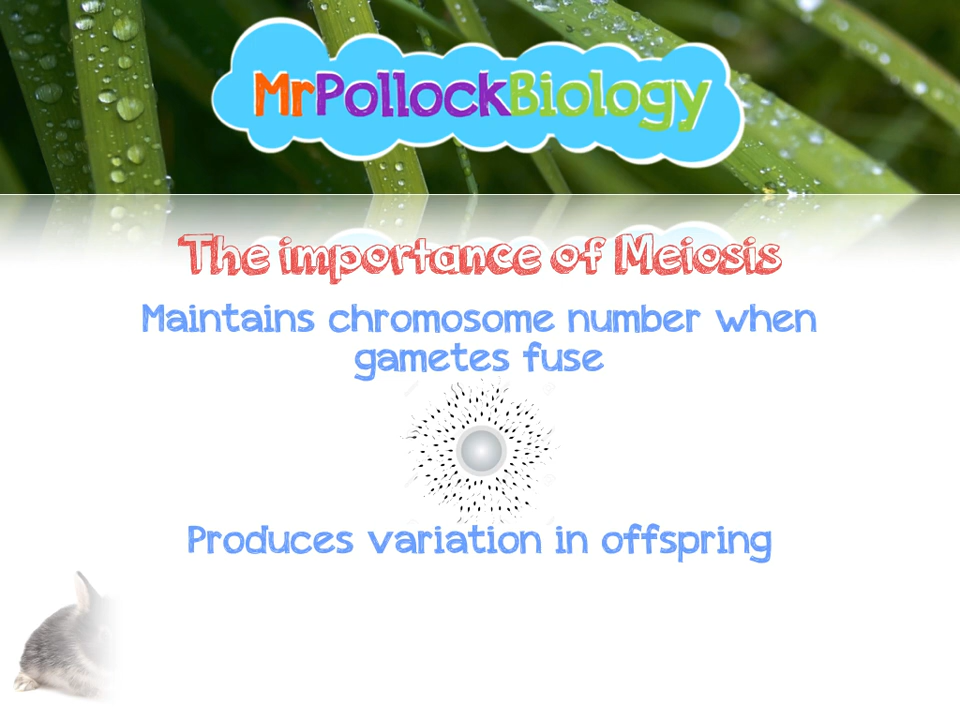 MrPollockBiology
The importance of Meiosis
Maintains chromosome number when
gametes fuse
Produces variation in offspring